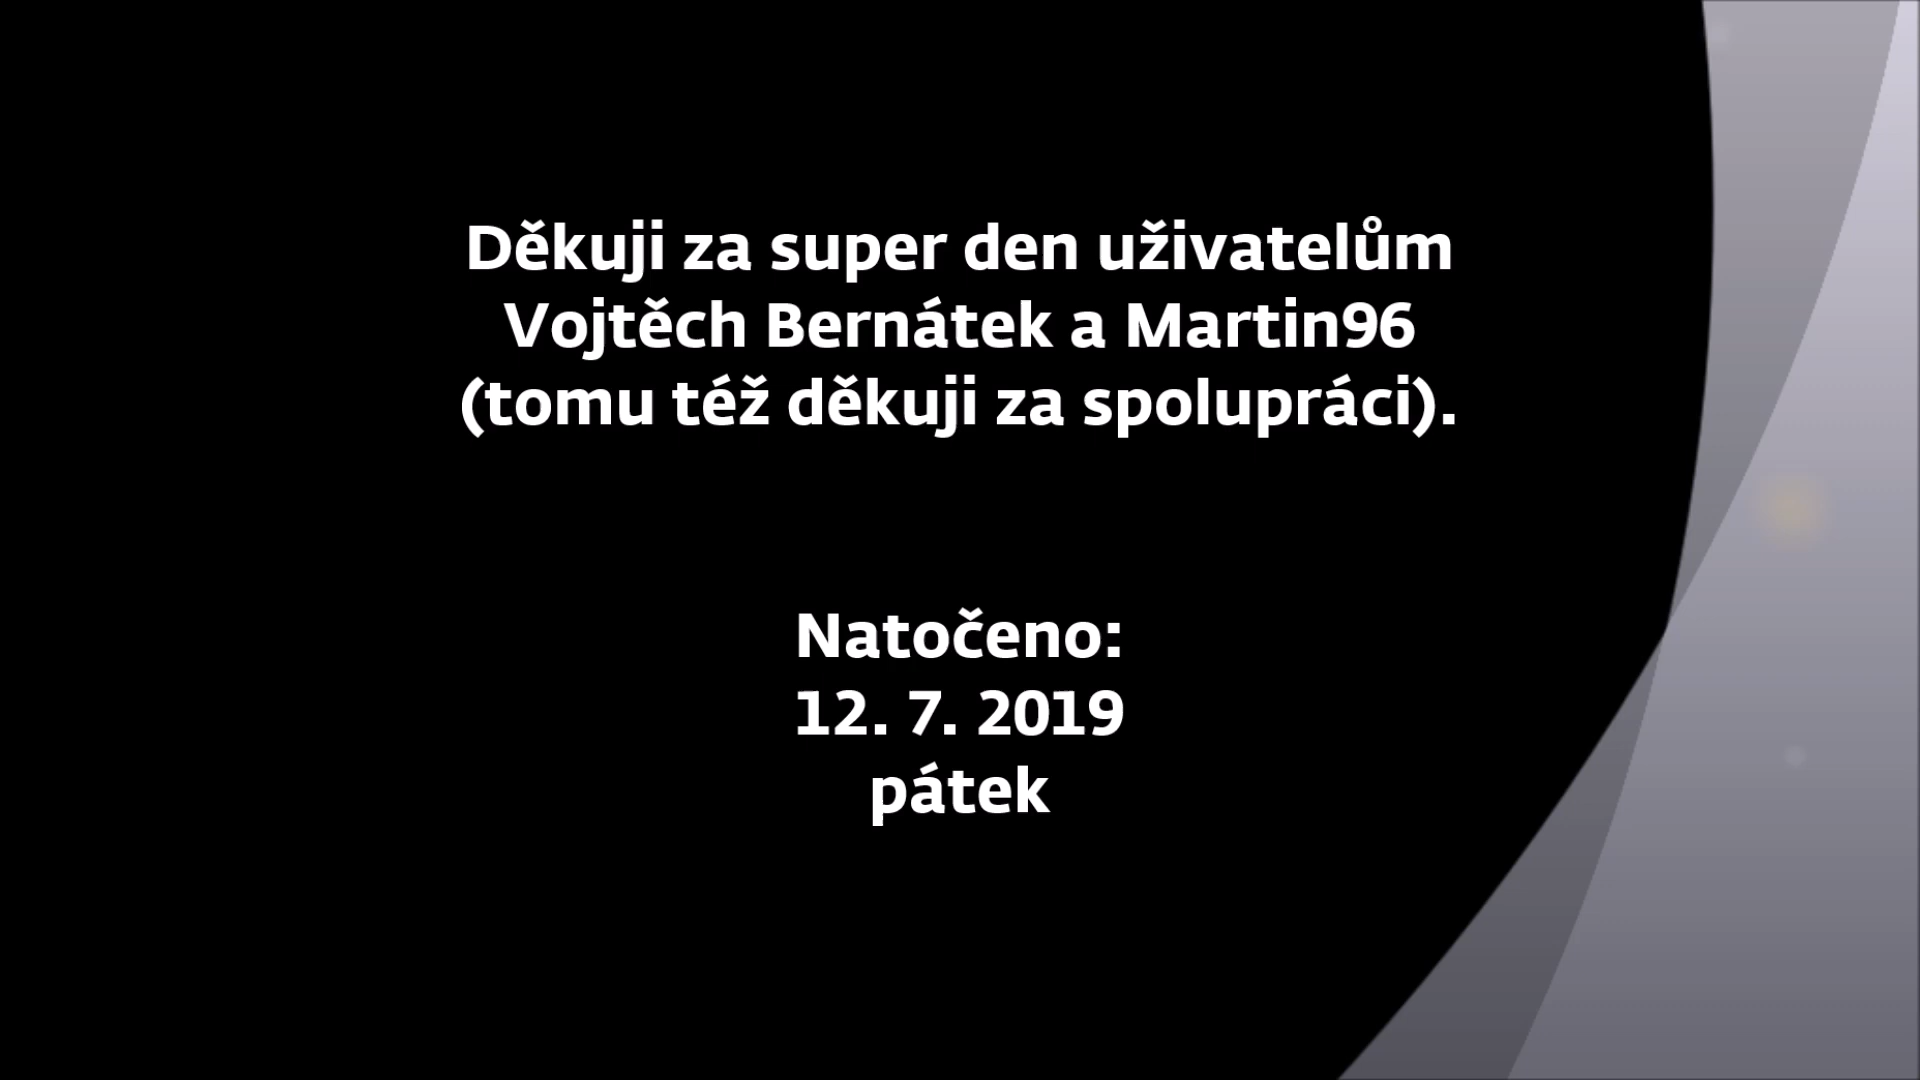 Děkuji za super den uživatelům
Vojtěch Bernátek a Martin96
(tomu též děkuji za spolupráci).
Natočeno:
12. 7. 2019
pátek